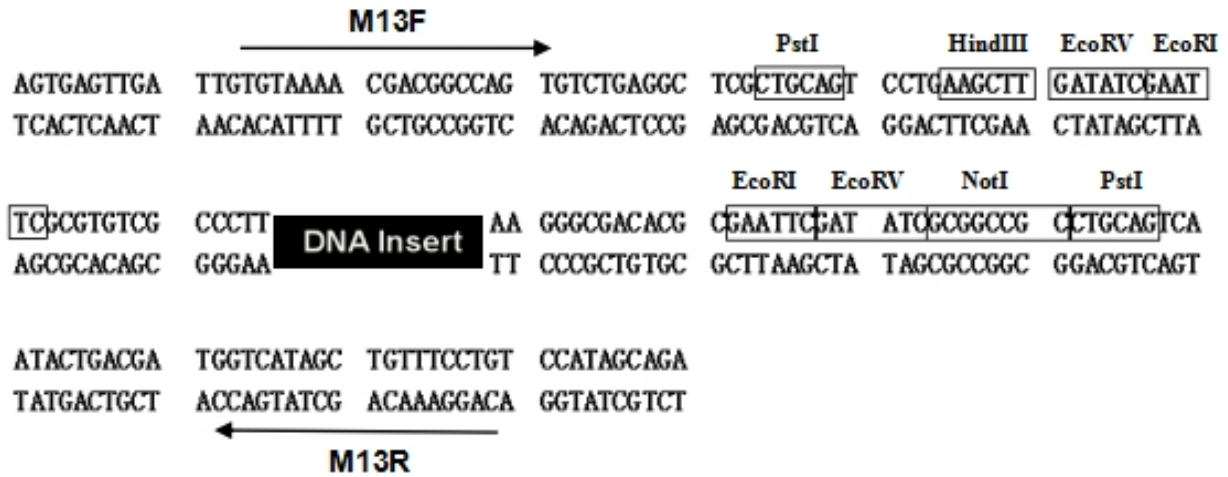 M13F
PstI HindIII EcoRV EcoRI
AGTGAGTTGA TTGTGTAAAA CGACGGCCAG TGTCTGAGGC TCGCTGCAGT CCTGAAGCTT GATATCGAAT
TCACTCAACT AACACATTTT GCTGCCGGTC ACAGACTCCG AGCGACGTCA GGACTTCGAA CTATAGCTTA
EcoRI EcoRV NotI PstI
TCGCGTGTCG CCCTT DNA Insert AA GGGCGACACG CGAATTCGAT ATCGCGGCCG CCTGCAGTCA
AGCGCACAGC GGGAA TT CCCGCTGTGC GCTTAAGCTA TAGCGCCGGC GGACGTCAGT
ATACTGACGA TGGTCATAGC TGTTTCCTGT CCATAGCAGA
TATGACTGCT ACCAGTATCG ACAAAGGACA GGTATCGTCT
M13R